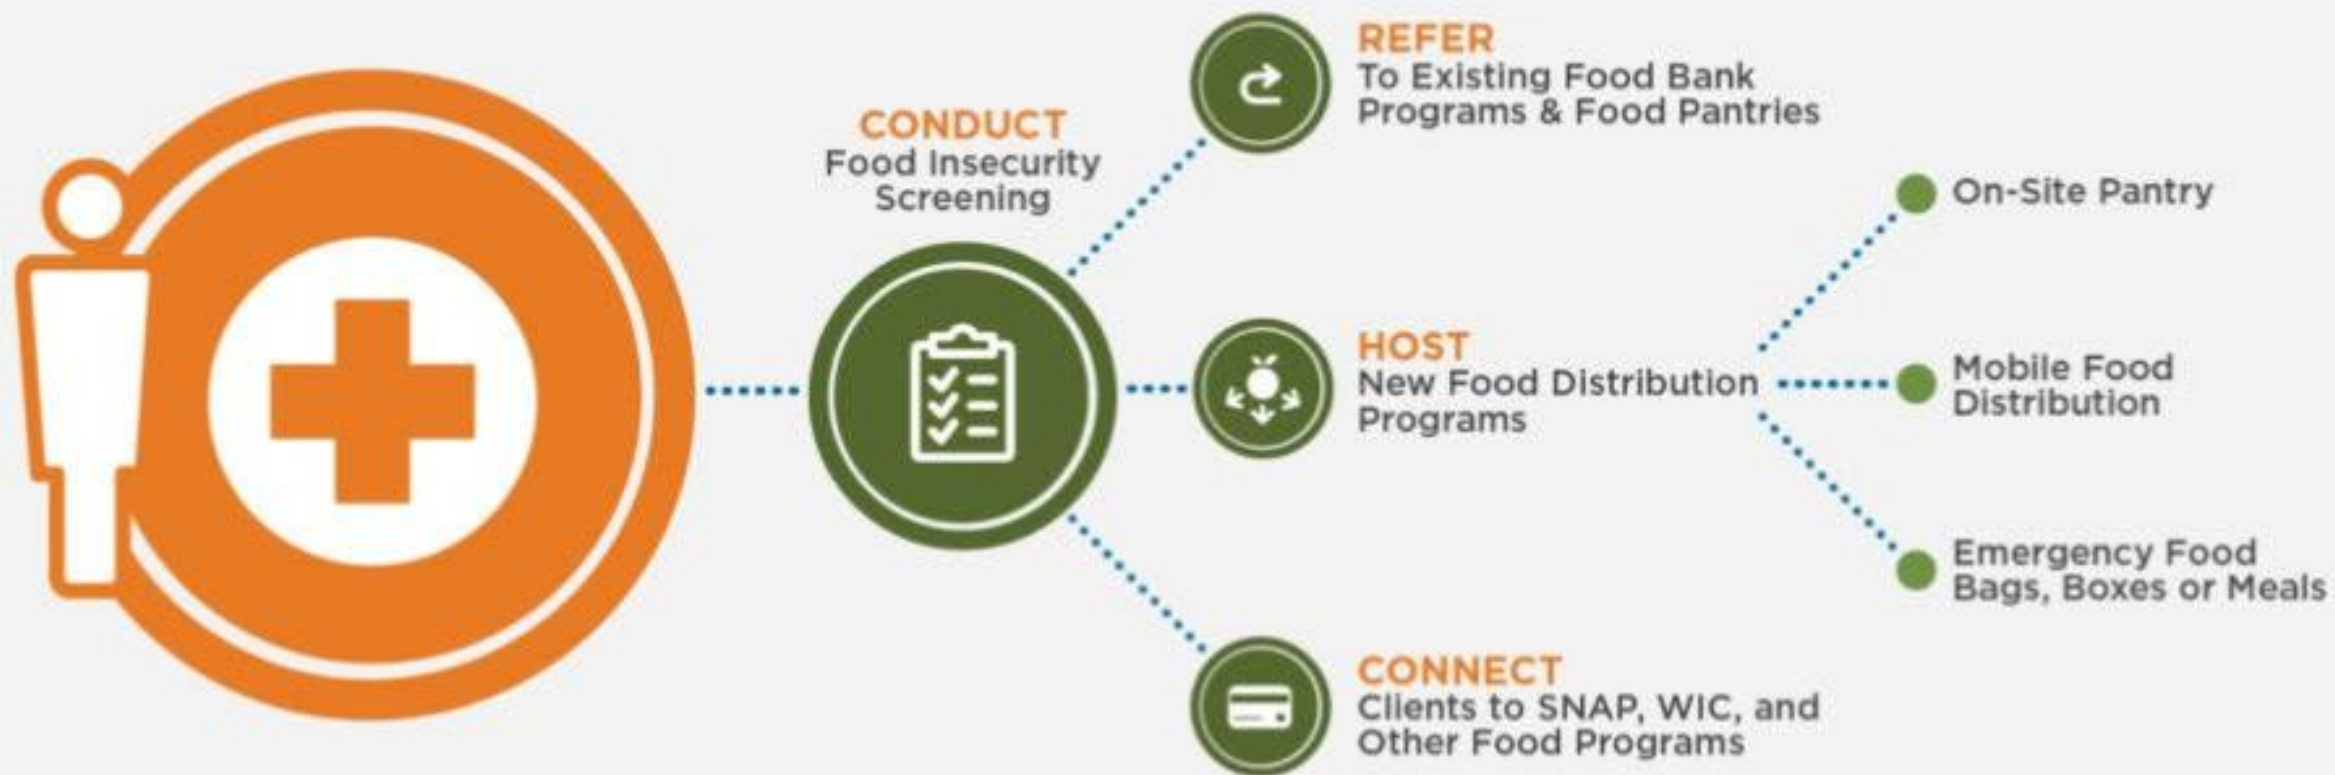 CONDUCT
Food Insecurity
Screening
REFER
To Existing Food Bank
Programs & Food Pantries
HOST
New Food Distribution
Programs
On-Site Pantry
Mobile Food
Distribution
Emergency Food
Bags, Boxes or Meals
CONNECT
Clients to SNAP, WIC, and
Other Food Programs